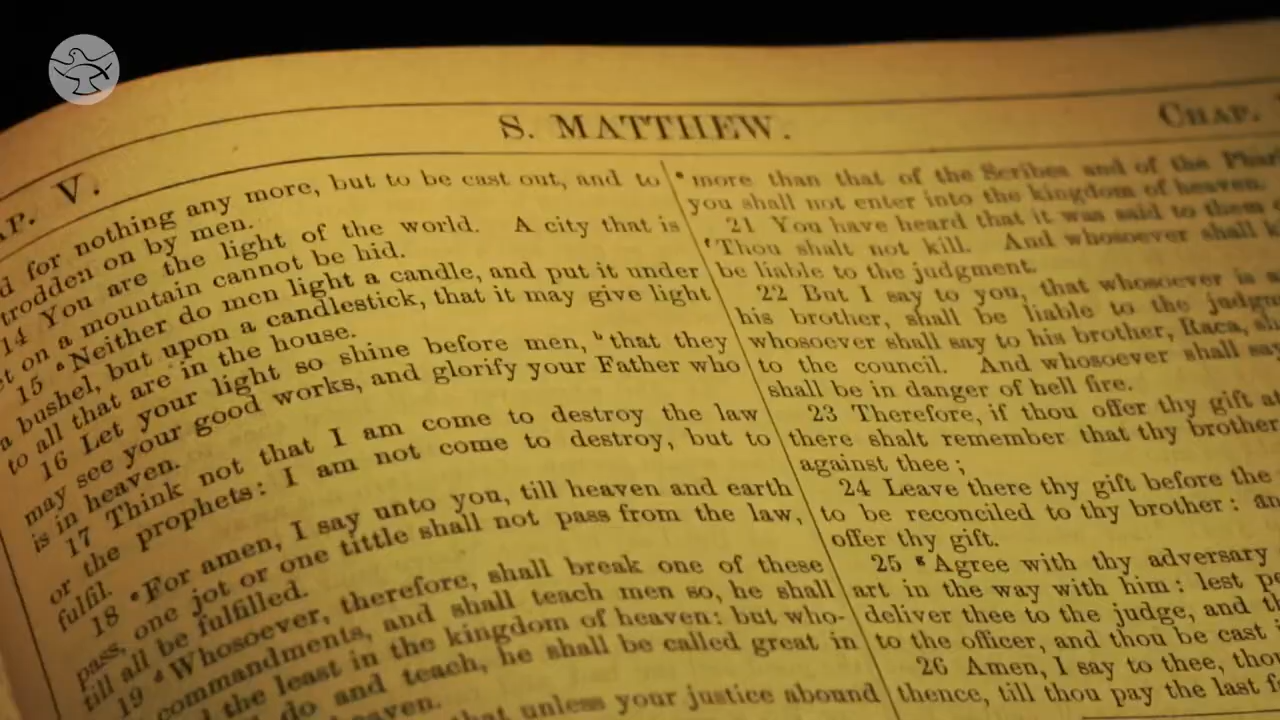 S. MATTHEW.
CHAP.
V.
for nothing any more, but to be cast out, and to
trodden on by men.
14 You are the light of the world. A city that is
on a mountain cannot be hid.
15 ᵃ Neither do men light a candle, and put it under
a bushel, but upon a candlestick, that it may give light
to all that are in the house.
16 Let your light so shine before men, ᵇ that they
may see your good works, and glorify your Father who
is in heaven.
17 Think not that I am come to destroy the law
or the prophets: I am not come to destroy, but to
fulfil.
18 ᶜ For amen, I say unto you, till heaven and earth
pass, one jot or one tittle shall not pass from the law,
till all be fulfilled.
19 ᵈ Whosoever, therefore, shall break one of these
commandments, and shall teach men so, he shall
the least in the kingdom of heaven: but who-
do and teach, he shall be called great in
that unless your justice abound
more than that of the Scribes and of the
you shall not enter into the kingdom of heaven.
21 You have heard that it was said to them
Thou shalt not kill. And whosoever shall
be liable to the judgment.
22 But I say to you, that whosoever is
his brother, shall be liable to the
whosoever shall say to his brother, Raca,
to the council. And whosoever shall say
shall be in danger of hell fire.
23 Therefore, if thou offer thy gift at
there shalt remember that thy brother
against thee;
24 Leave there thy gift before the
to be reconciled to thy brother:
offer thy gift.
25 ᵍ Agree with thy adversary
art in the way with him: lest
deliver thee to the judge, and
to the officer, and thou be cast
26 Amen, I say to thee,
thence, till thou pay the last